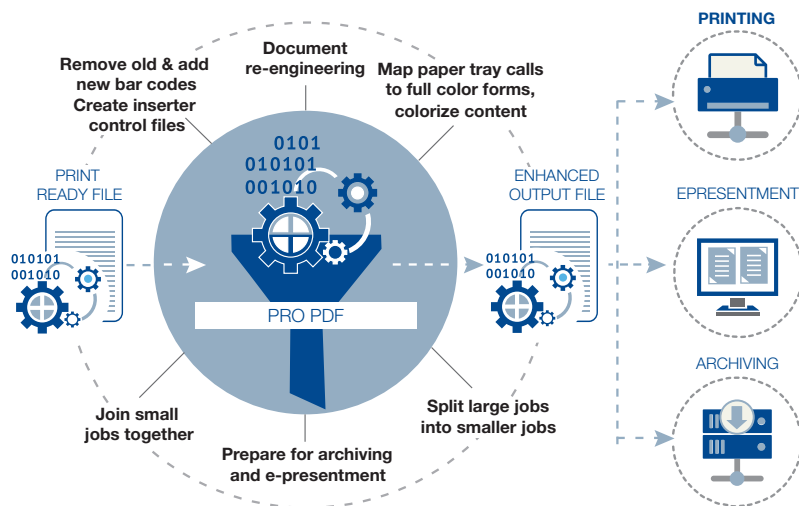 PRINTING
Document
re-engineering
Remove old & add
new bar codes
Create inserter
control files
Map paper tray calls
to full color forms,
colorize content
0101
010101
001010
PRINT
READY FILE
ENHANCED
OUTPUT FILE
EPRESENTMENT
010101
001010
010101
001010
PRO PDF
ARCHIVING
Join small
jobs together
Split large jobs
into smaller jobs
Prepare for archiving
and e-presentment